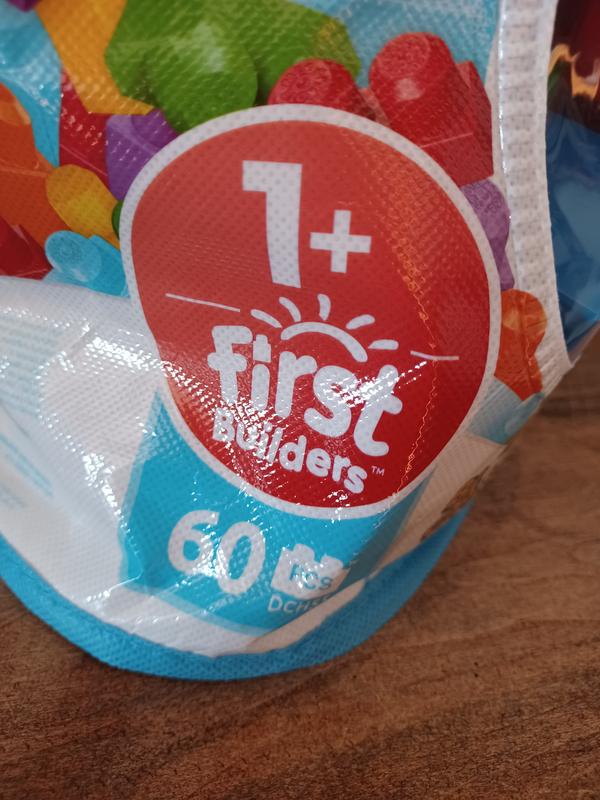 1+
first
Builders™
60 PCS